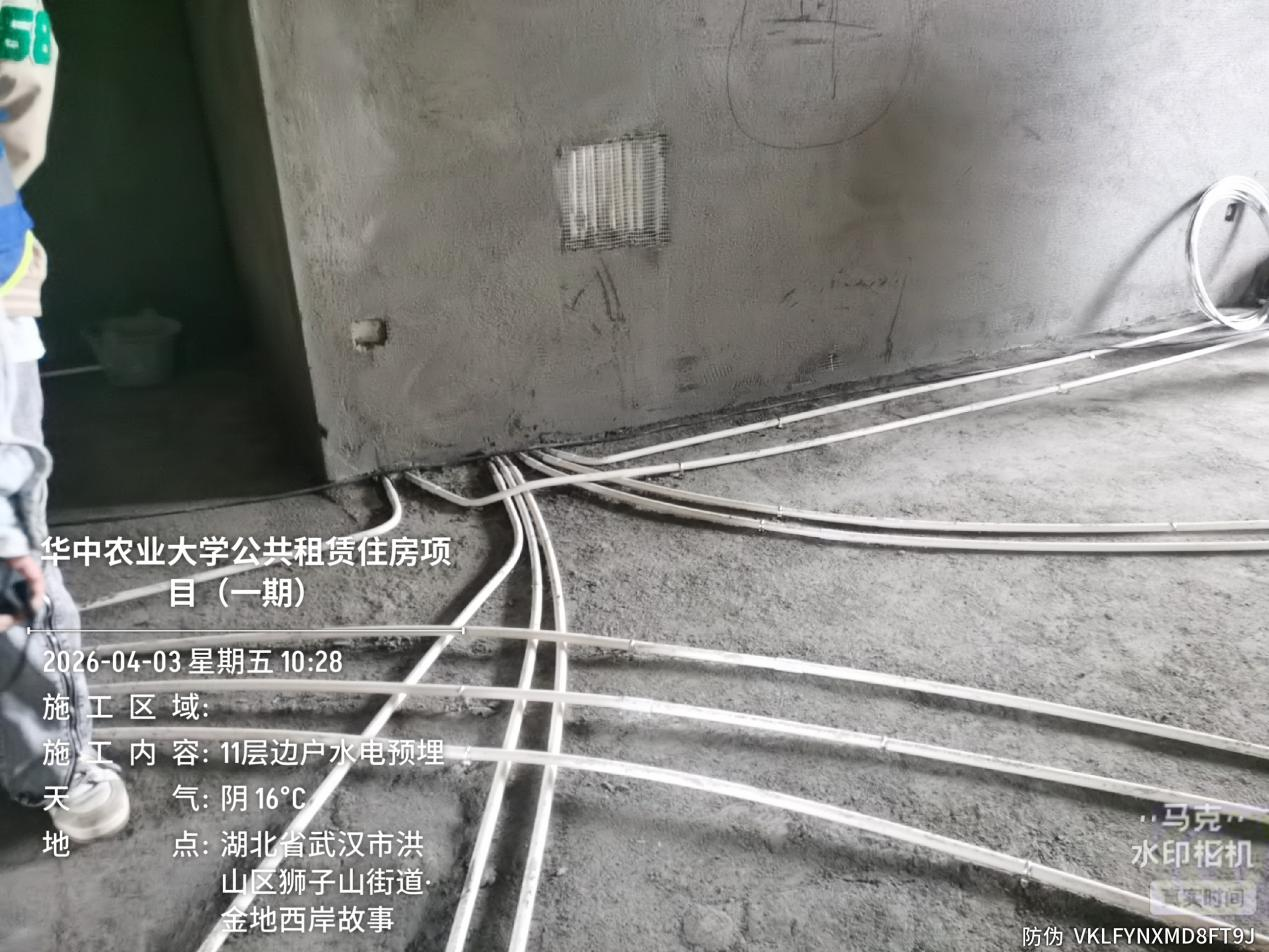 58
华中农业大学公共租赁住房项
目（一期）
2026-04-03 星期五 10:28
施工区域:
施工内容: 11层边户水电预埋
天气: 阴 16℃
地点: 湖北省武汉市洪
山区狮子山街道·
金地西岸故事
马克
水印相机
真实时间
防伪 VKLFYNXMD8FT9J